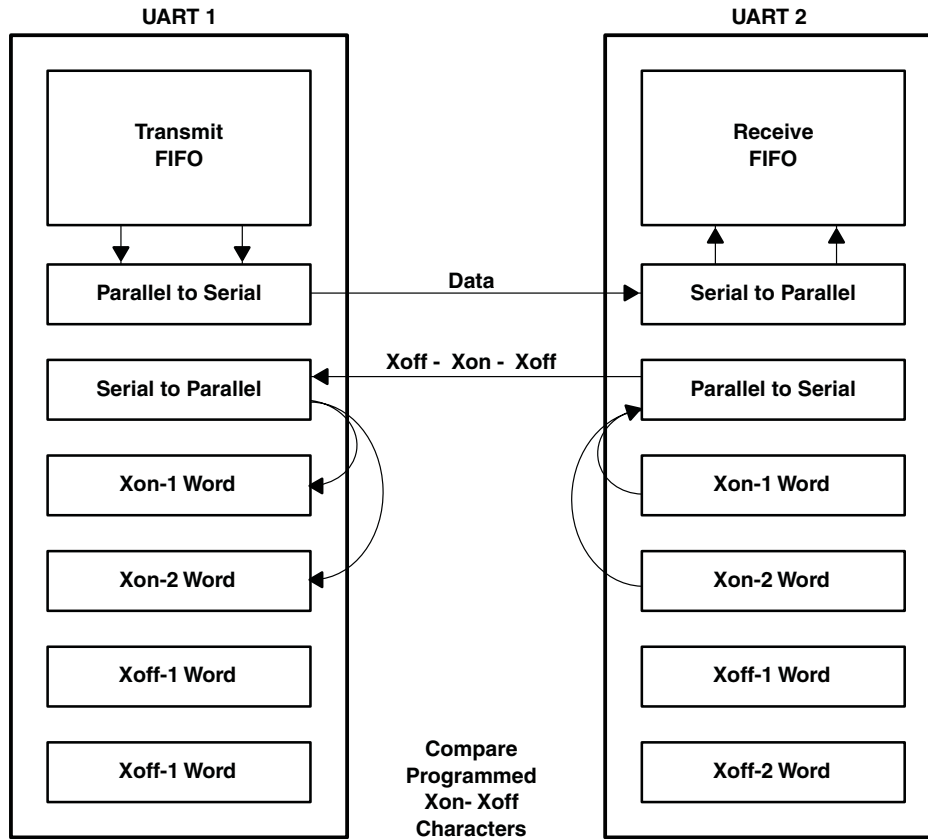 UART 1
UART 2
Transmit
FIFO
Receive
FIFO
Parallel to Serial
Data
Serial to Parallel
Xoff - Xon - Xoff
Serial to Parallel
Parallel to Serial
Xon-1 Word
Xon-1 Word
Xon-2 Word
Xon-2 Word
Xoff-1 Word
Xoff-1 Word
Xoff-1 Word
Compare
Programmed
Xon- Xoff
Characters
Xoff-2 Word